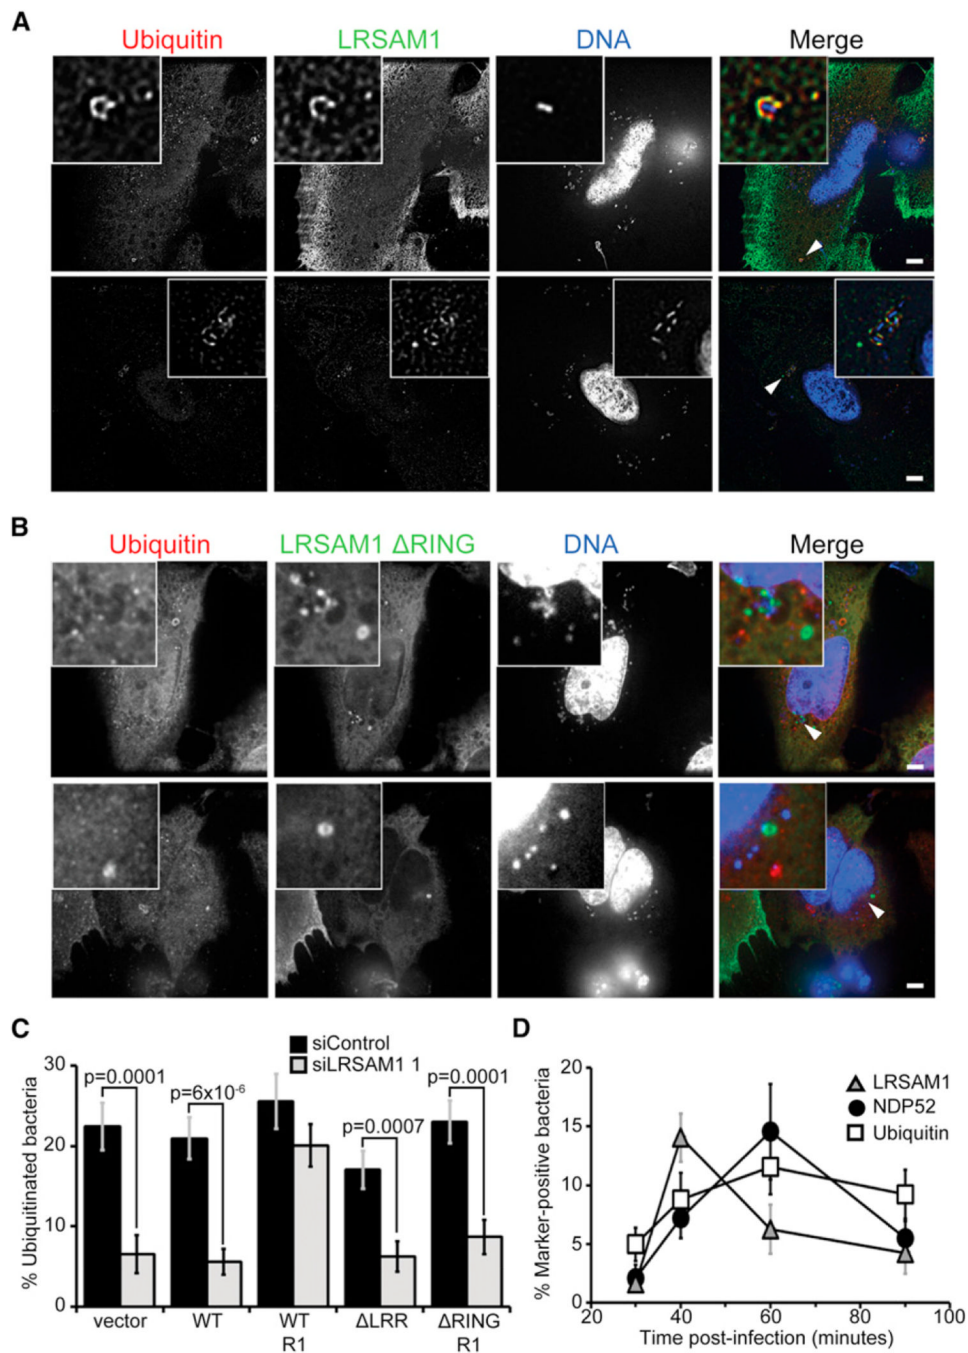 A
Ubiquitin LRSAM1 DNA Merge
B
Ubiquitin LRSAM1 ΔRING DNA Merge
C
siControl
siLRSAM1 1
% Ubiquitinated bacteria
30
20
10
0
p=0.0001
p=6x10⁻⁶
p=0.0007
p=0.0001
vector WT WT ΔLRR ΔRING
R1 R1
D
% Marker-positive bacteria
20
15
10
5
0
LRSAM1
NDP52
Ubiquitin
20 40 60 80 100
Time post-infection (minutes)